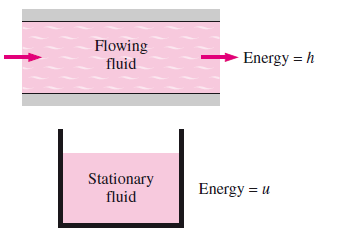 Flowing
fluid
Energy = h
Stationary
fluid
Energy = u